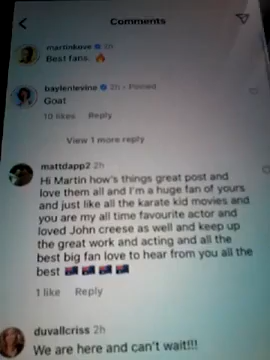 Comments
martinkove 2h
Best fans. 🔥
baylenlevine 2h • Pinned
Goat
10 likes Reply
View 1 more reply
mattdapp2 2h
Hi Martin how's things great post and
love them all and I'm a huge fan of yours
and just like all the karate kid movies and
you are my all time favourite actor and
loved John creese as well and keep up
the great work and acting and all the
best big fan love to hear from you all the
best 🇦🇺 🇦🇺 🇦🇺 🇦🇺
1 like Reply
duvallcriss 2h
We are here and can't wait!!!